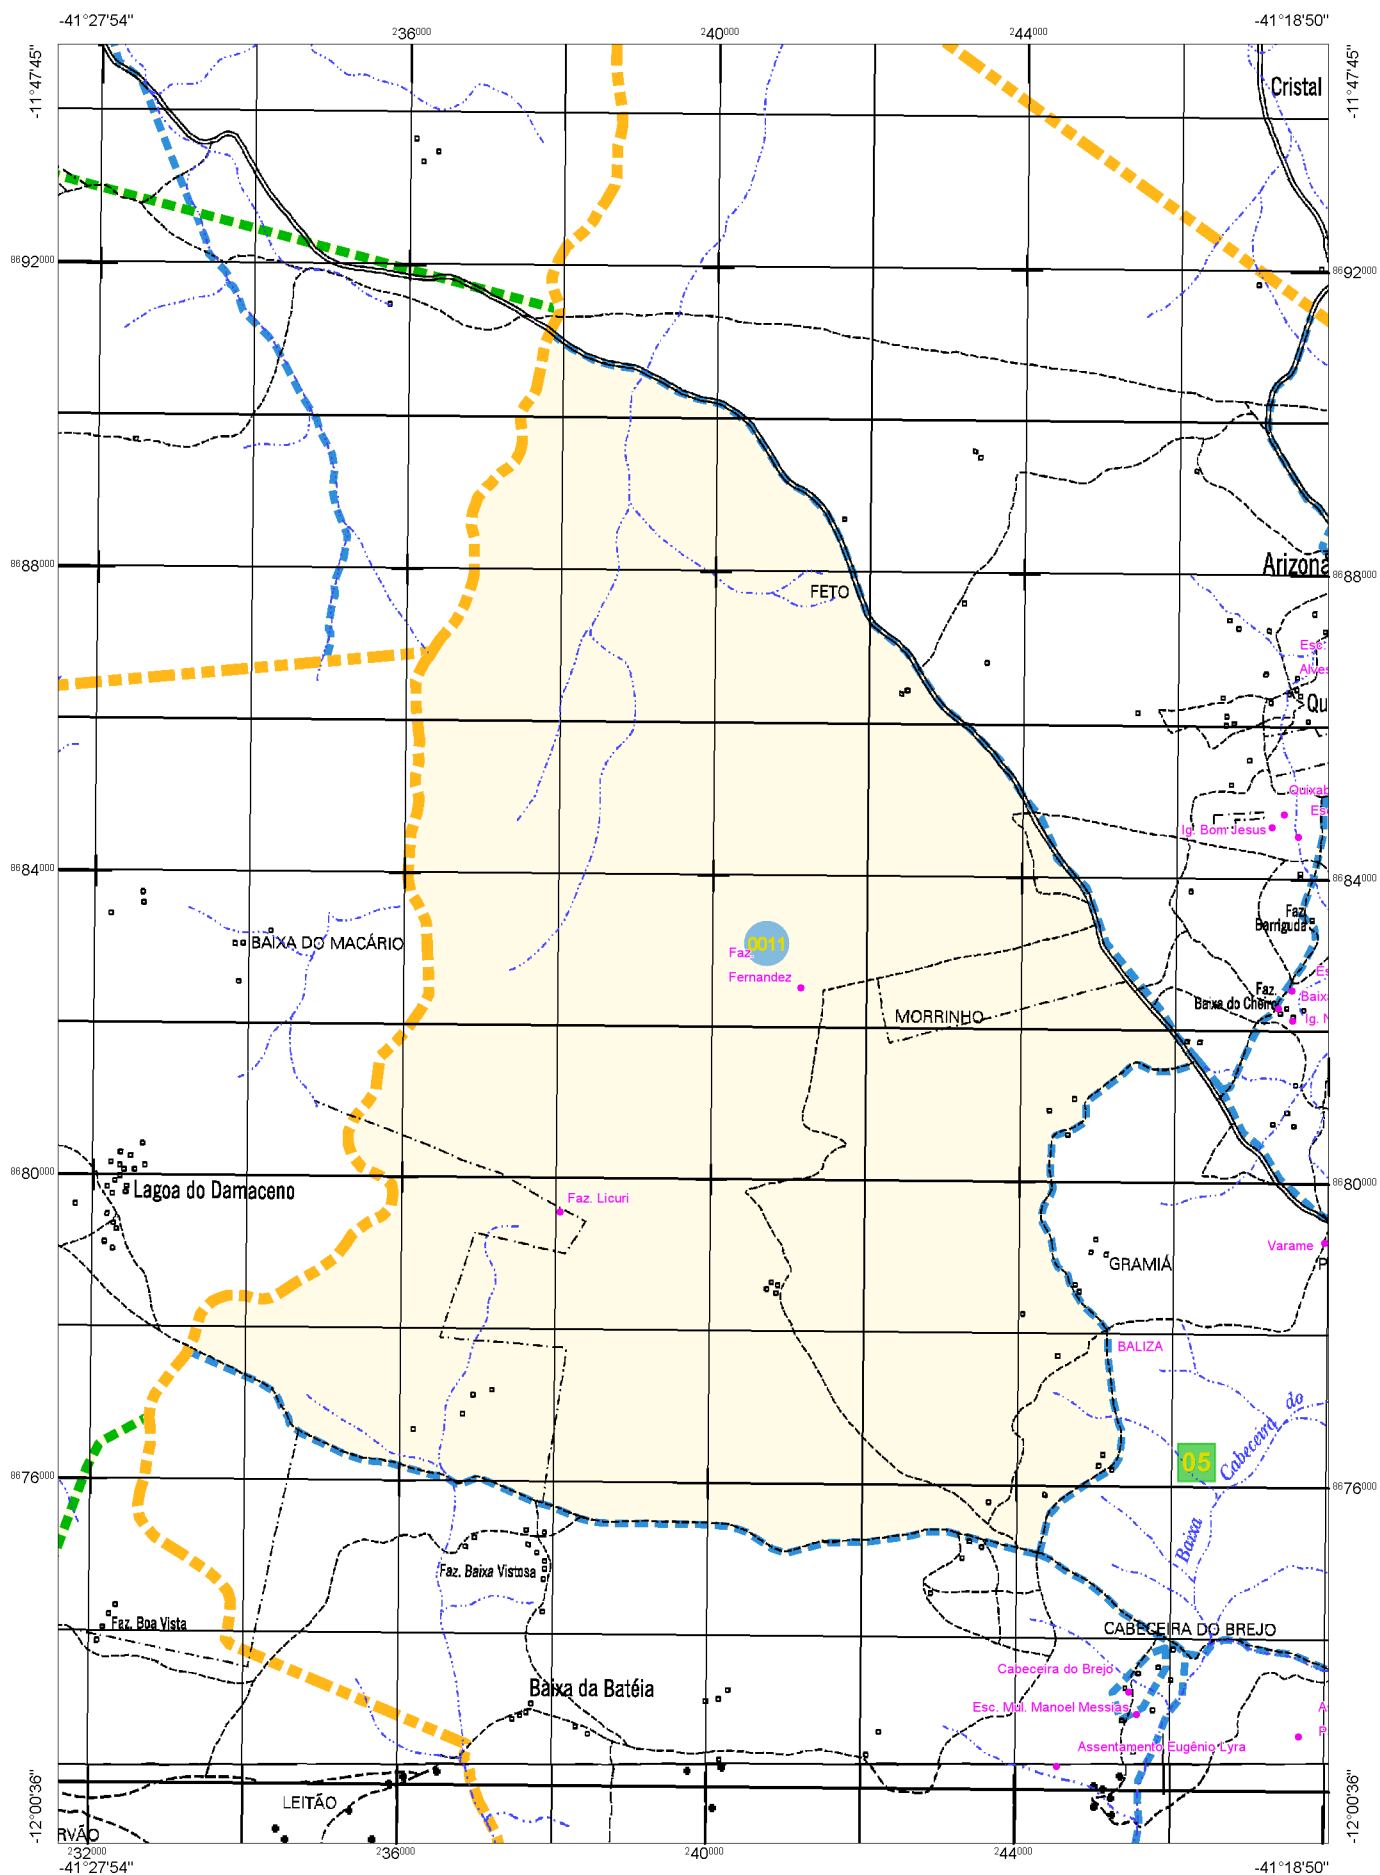 -41°27'54"
-41°18'50"
236000
240000
244000
-11°47'45"
-11°47'45"
Cristal
8692000
8692000
8688000
Arizona
8688000
FETO
Esc.
Alves
Qu
Quixab
Es
Ig. Bom Jesus
8684000
8684000
Faz.
Barriguda
BAIXA DO MACÁRIO
0011
Faz.
Fernandez
Es
Faz.
Baixa do Cheiro
Baixa
Ig. N
MORRINHO
8680000
8680000
Lagoa do Damaceno
Faz. Licuri
Varame
GRAMIÁ
P
BALIZA
Cabeceira do
05
8676000
8676000
Baixa
Faz. Baixa Vistosa
Faz. Boa Vista
CABECEIRA DO BREJO
Cabeceira do Brejo
Baixa da Batéia
Esc. Mul. Manoel Messias
A
P
Assentamento Eugênio Lyra
LEITÃO
RVÃO
-12°00'36"
-12°00'36"
232000
236000
240000
244000
-41°27'54"
-41°18'50"